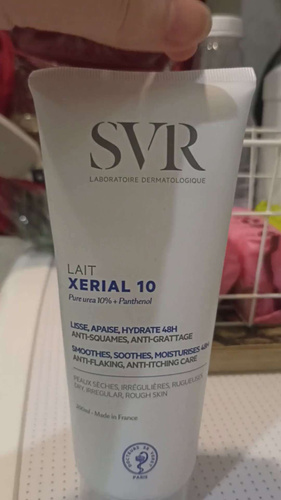 SVR
LABORATOIRE DERMATOLOGIQUE
LAIT
XERIAL 10
Pure urea 10% + Panthenol
LISSE, APAISE, HYDRATE 48H
ANTI-SQUAMES, ANTI-GRATTAGE
SMOOTHES, SOOTHES, MOISTURISES 48H
ANTI-FLAKING, ANTI-ITCHING CARE
PEAUX SÈCHES, IRRÉGULIÈRES,
DRY, IRREGULAR, ROUGH SKIN
Made in France
PARIS